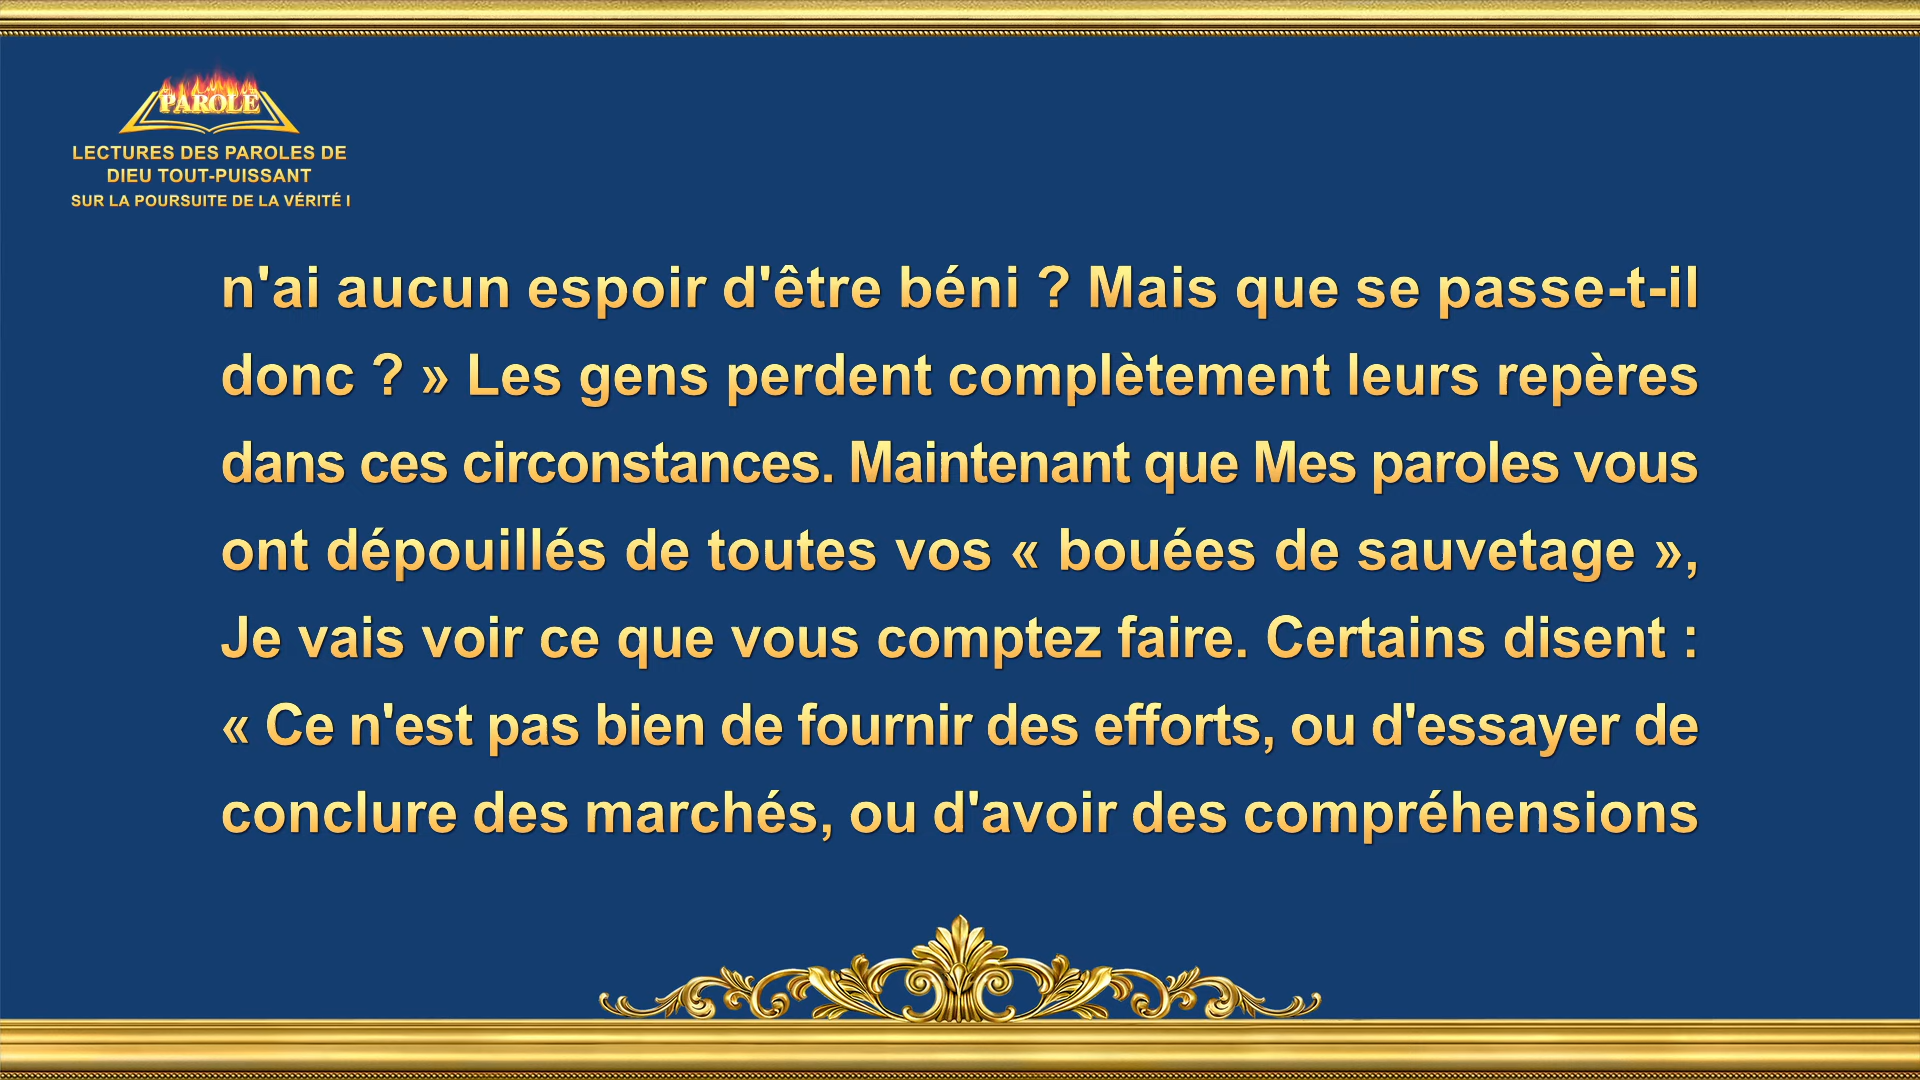 PAROLE
LECTURES DES PAROLES DE
DIEU TOUT-PUISSANT
SUR LA POURSUITE DE LA VÉRITÉ I
n'ai aucun espoir d'être béni ? Mais que se passe-t-il
donc ? » Les gens perdent complètement leurs repères
dans ces circonstances. Maintenant que Mes paroles vous
ont dépouillés de toutes vos « bouées de sauvetage »,
Je vais voir ce que vous comptez faire. Certains disent :
« Ce n'est pas bien de fournir des efforts, ou d'essayer de
conclure des marchés, ou d'avoir des compréhensions